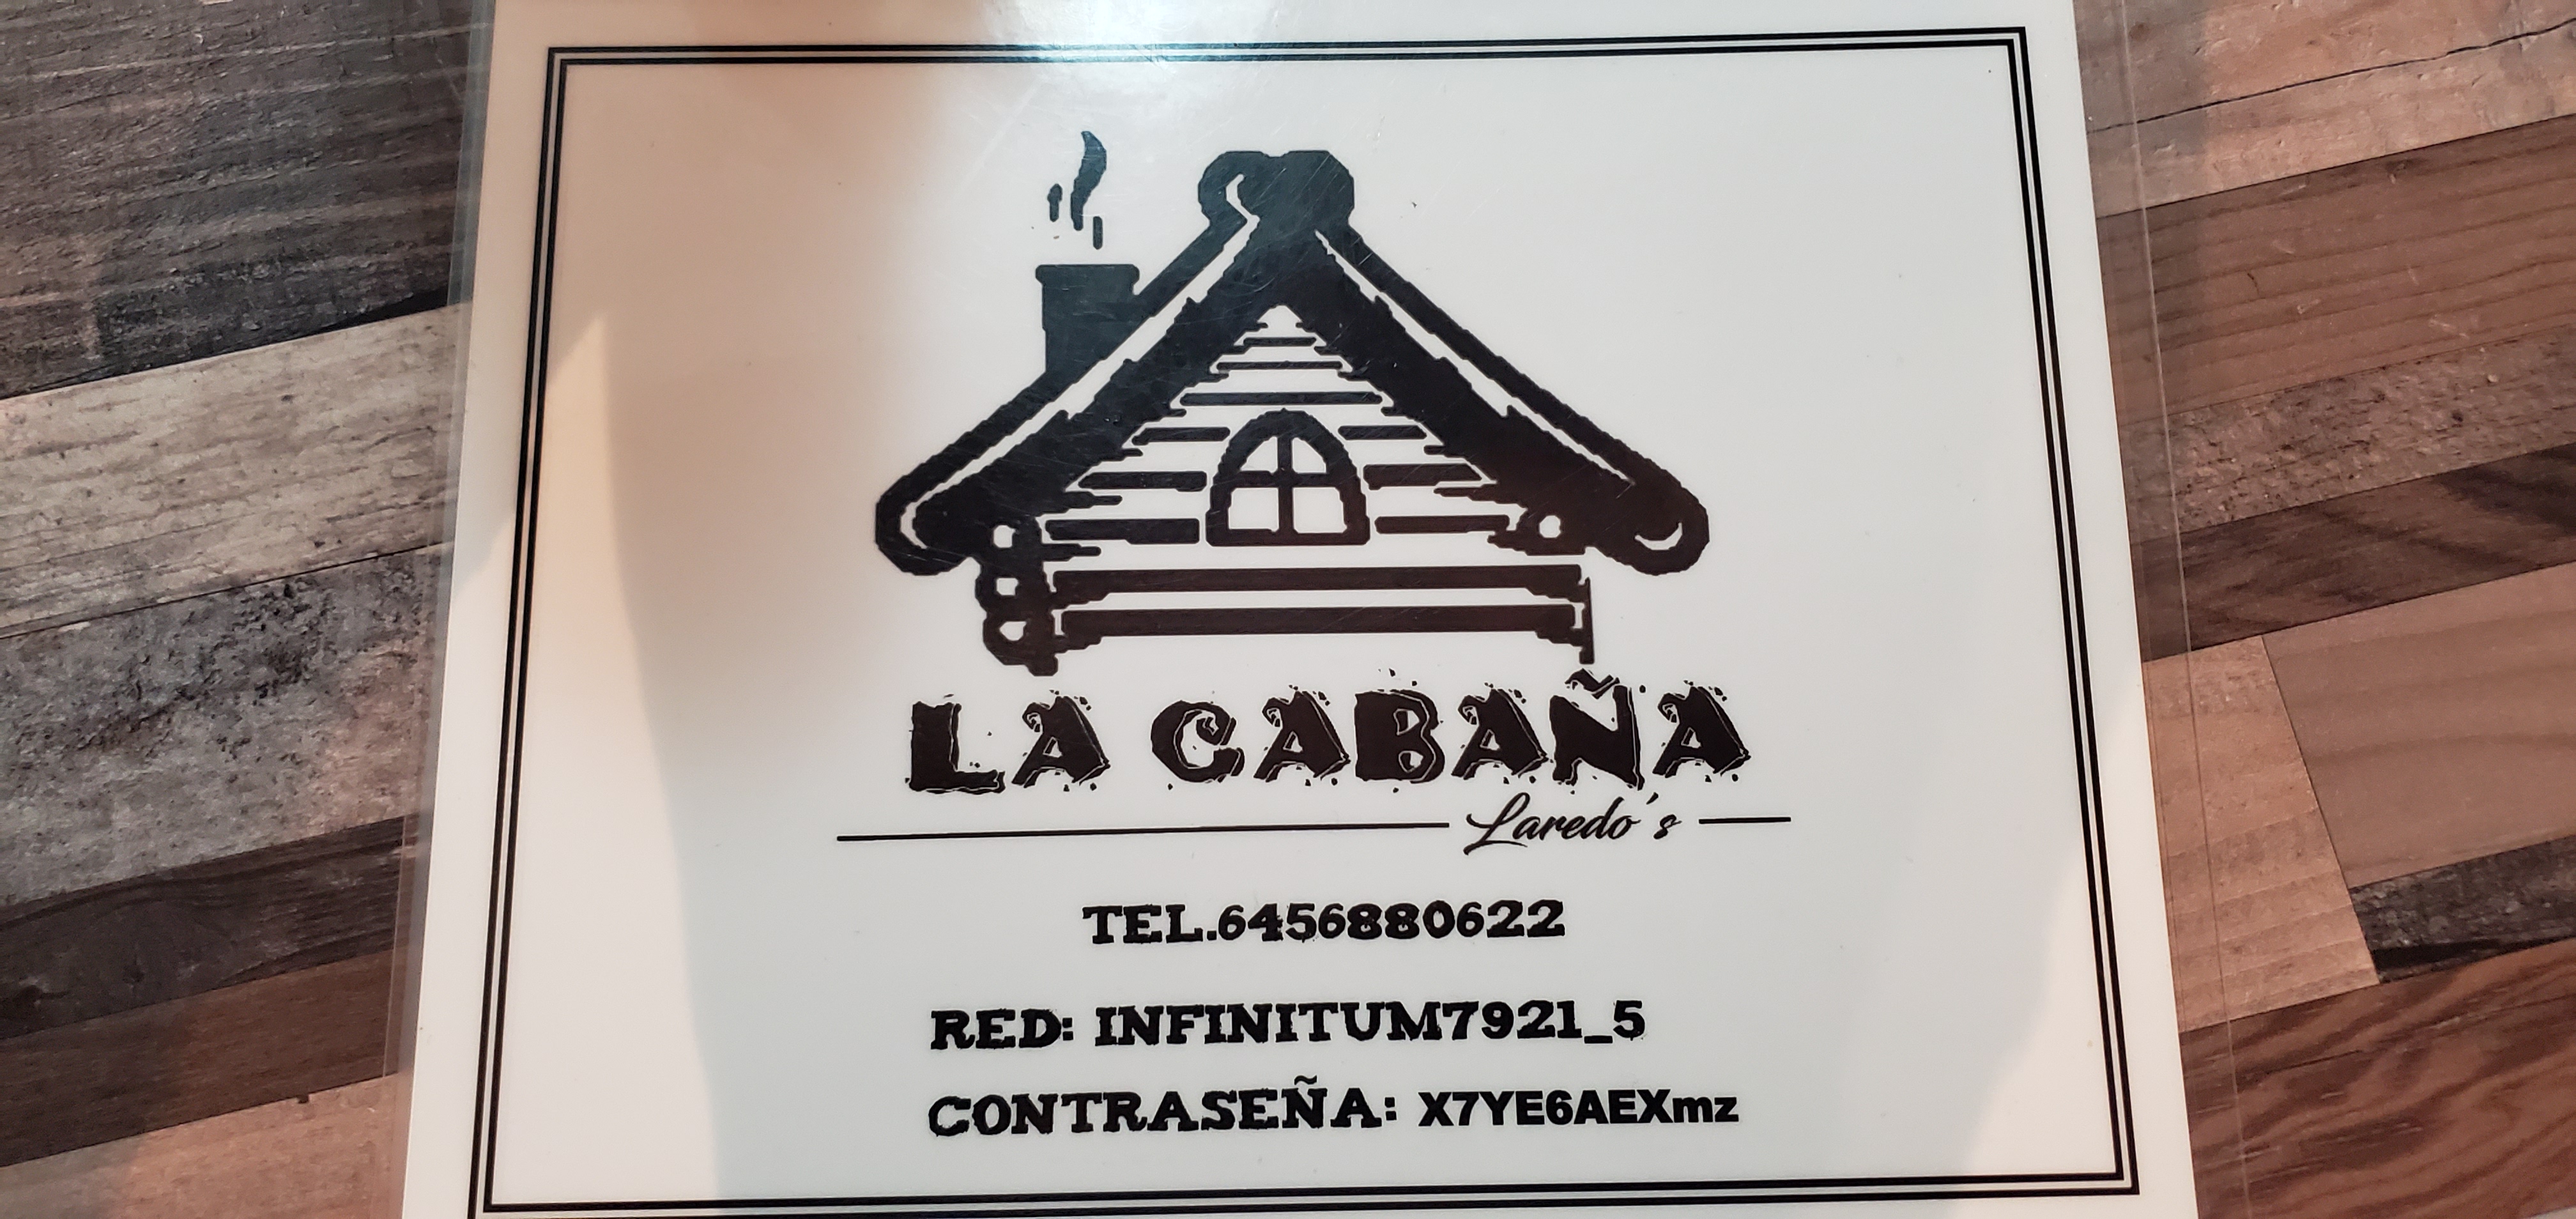 LA CABAÑA
Laredo's
TEL.6456880622
RED: INFINITUM7921_5
CONTRASEÑA: X7YE6AEXmz